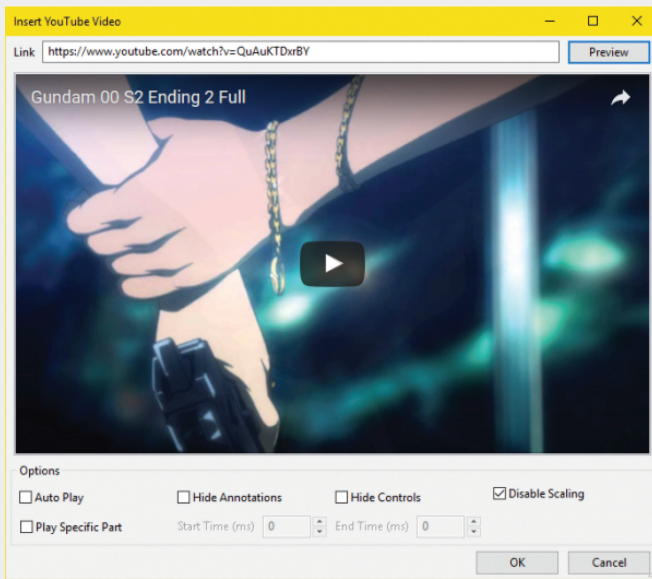 Insert YouTube Video
Link https://www.youtube.com/watch?v=QuAuKTDxrBY Preview
Gundam 00 S2 Ending 2 Full
Options
Auto Play Hide Annotations Hide Controls Disable Scaling
Play Specific Part Start Time (ms) 0 End Time (ms) 0
OK Cancel